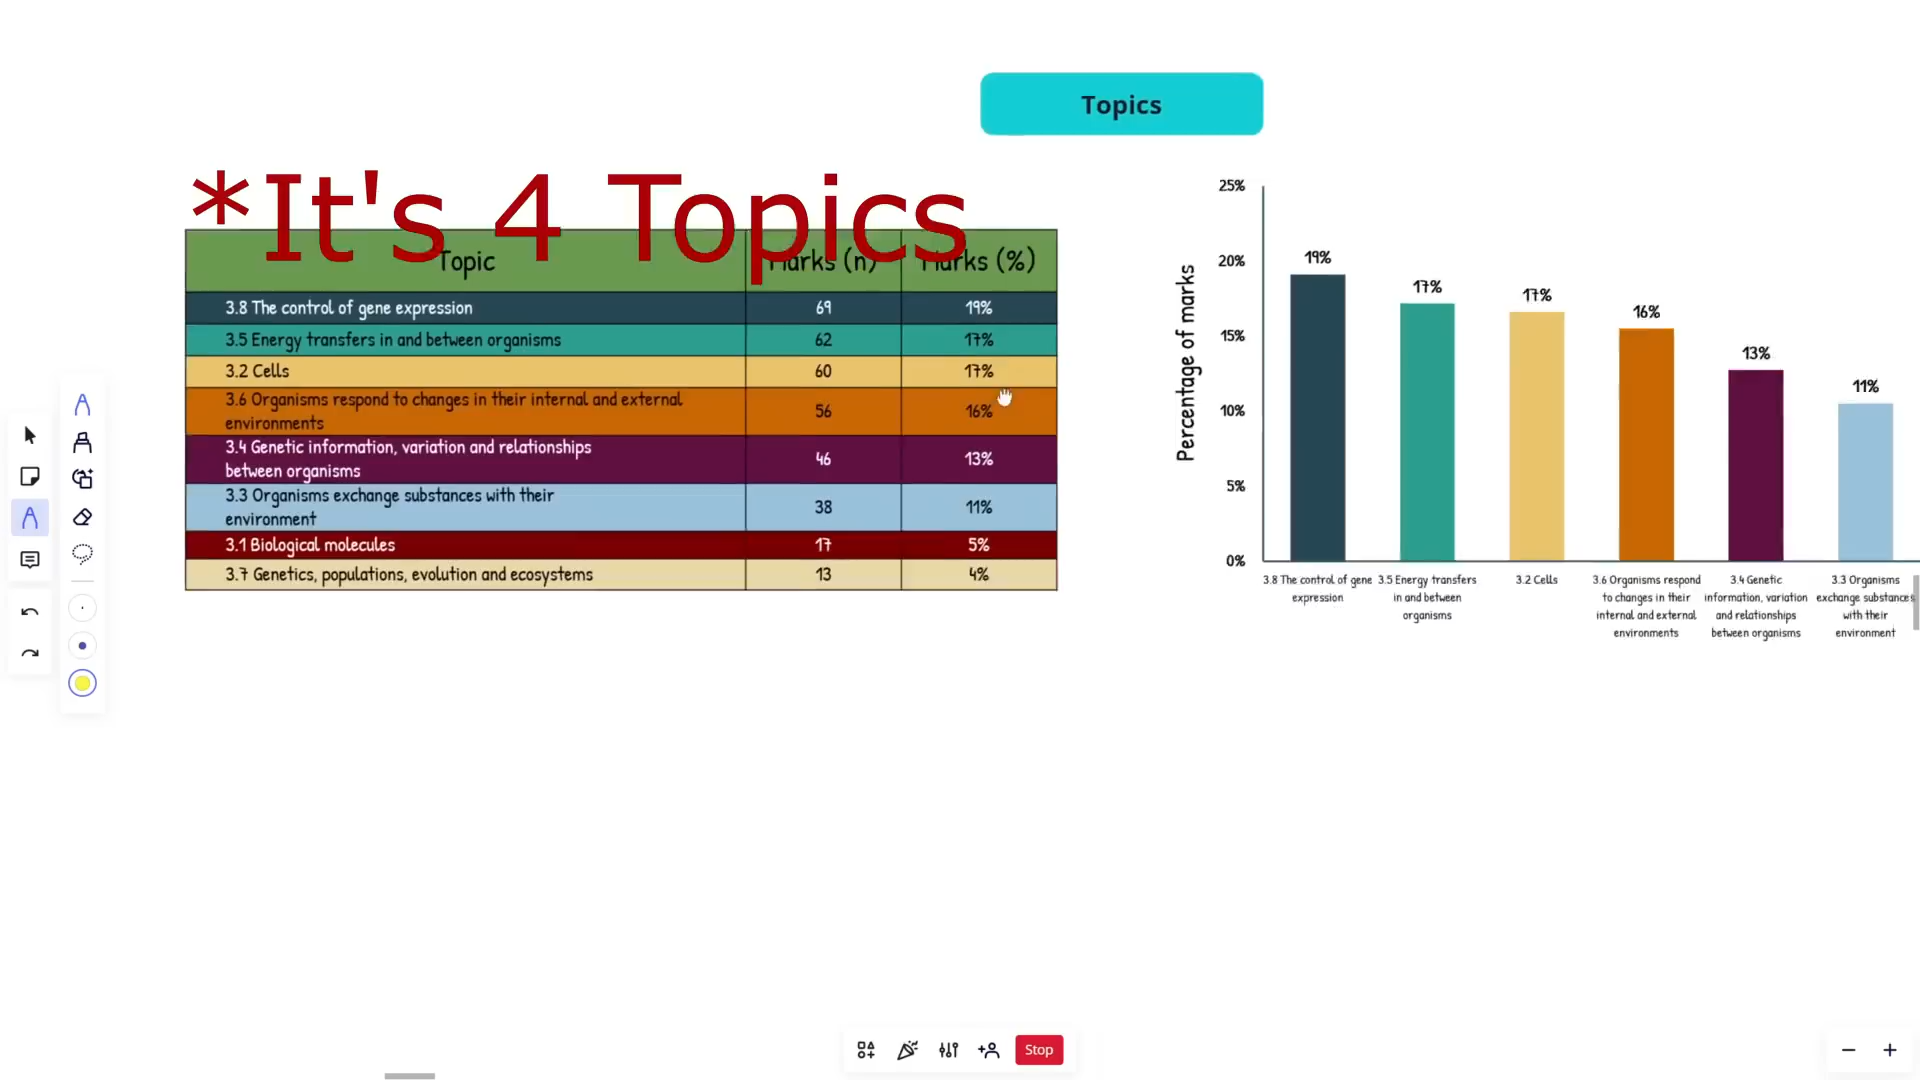 Topics
*It's 4 Topics
Topic Marks (n) Marks (%)
3.8 The control of gene expression 69 19%
3.5 Energy transfers in and between organisms 62 17%
3.2 Cells 60 17%
3.6 Organisms respond to changes in their internal and external
environments 56 16%
3.4 Genetic information, variation and relationships
between organisms 46 13%
3.3 Organisms exchange substances with their
environment 38 11%
3.1 Biological molecules 17 5%
3.7 Genetics, populations, evolution and ecosystems 13 4%
Percentage of marks
25%
20%
15%
10%
5%
0%
19%
17%
17%
16%
13%
11%
3.8 The control of gene
expression
3.5 Energy transfers
in and between
organisms
3.2 Cells
3.6 Organisms respond
to changes in their
internal and external
environments
3.4 Genetic
information, variation
and relationships
between organisms
3.3 Organisms
exchange substances
with their
environment
Stop